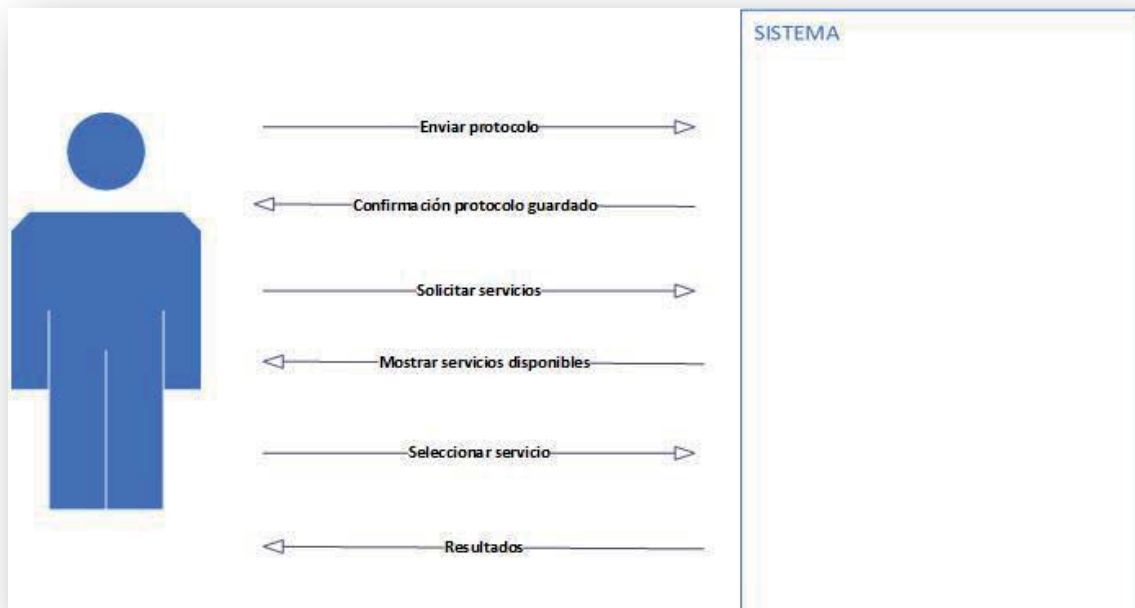 SISTEMA
Enviar protocolo
Confirmación protocolo guardado
Solicitar servicios
Mostrar servicios disponibles
Seleccionar servicio
Resultados